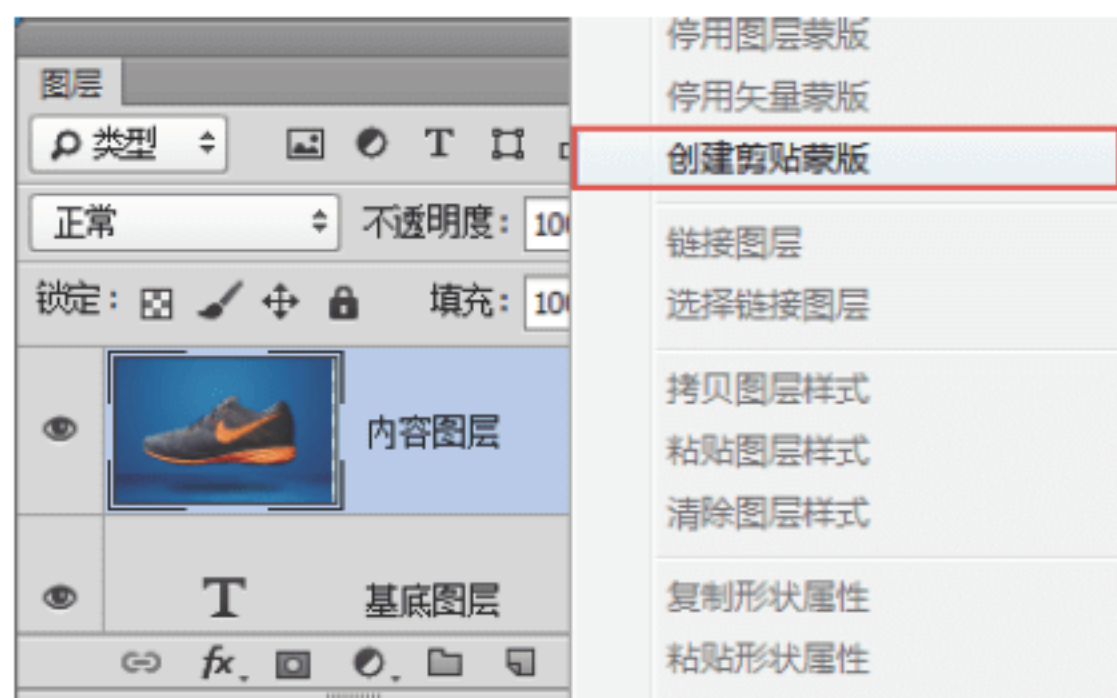 图层
类型
T
正常
不透明度: 100
锁定:
填充: 100
内容图层
T
基底图层
fx
停用图层蒙版
停用矢量蒙版
创建剪贴蒙版
链接图层
选择链接图层
拷贝图层样式
粘贴图层样式
清除图层样式
复制形状属性
粘贴形状属性